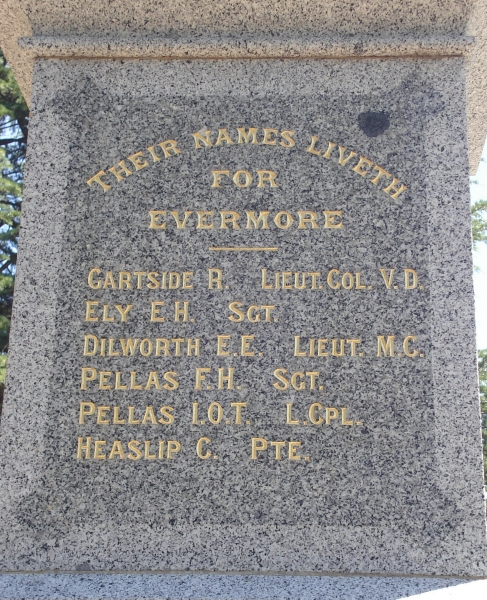 THEIR NAMES LIVETH
FOR
EVERMORE
GARTSIDE R. LIEUT. COL. V.D.
ELY E.H. SGT.
DILWORTH E.E. LIEUT. M.C.
PELLAS F.H. SGT.
PELLAS I.O.T. L.CPL.
HEASLIP C. PTE.